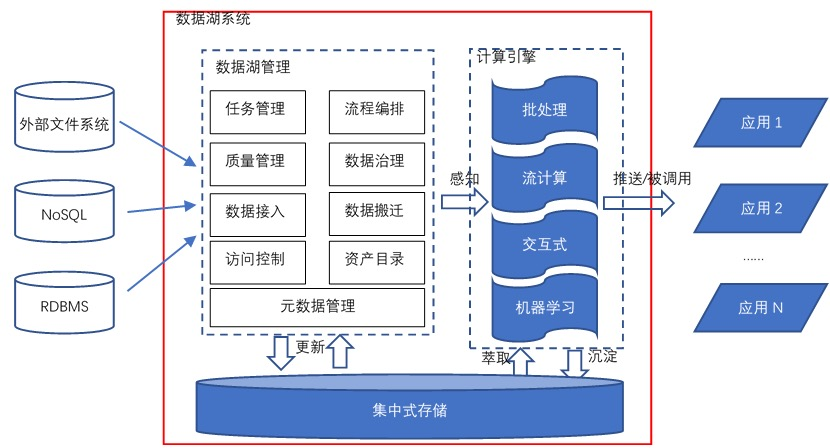 数据湖系统
数据湖管理
计算引擎
外部文件系统
NoSQL
RDBMS
任务管理
流程编排
质量管理
数据治理
数据接入
数据搬迁
访问控制
资产目录
元数据管理
感知
批处理
流计算
交互式
机器学习
推送/被调用
应用 1
应用 2
......
应用 N
更新
萃取
沉淀
集中式存储